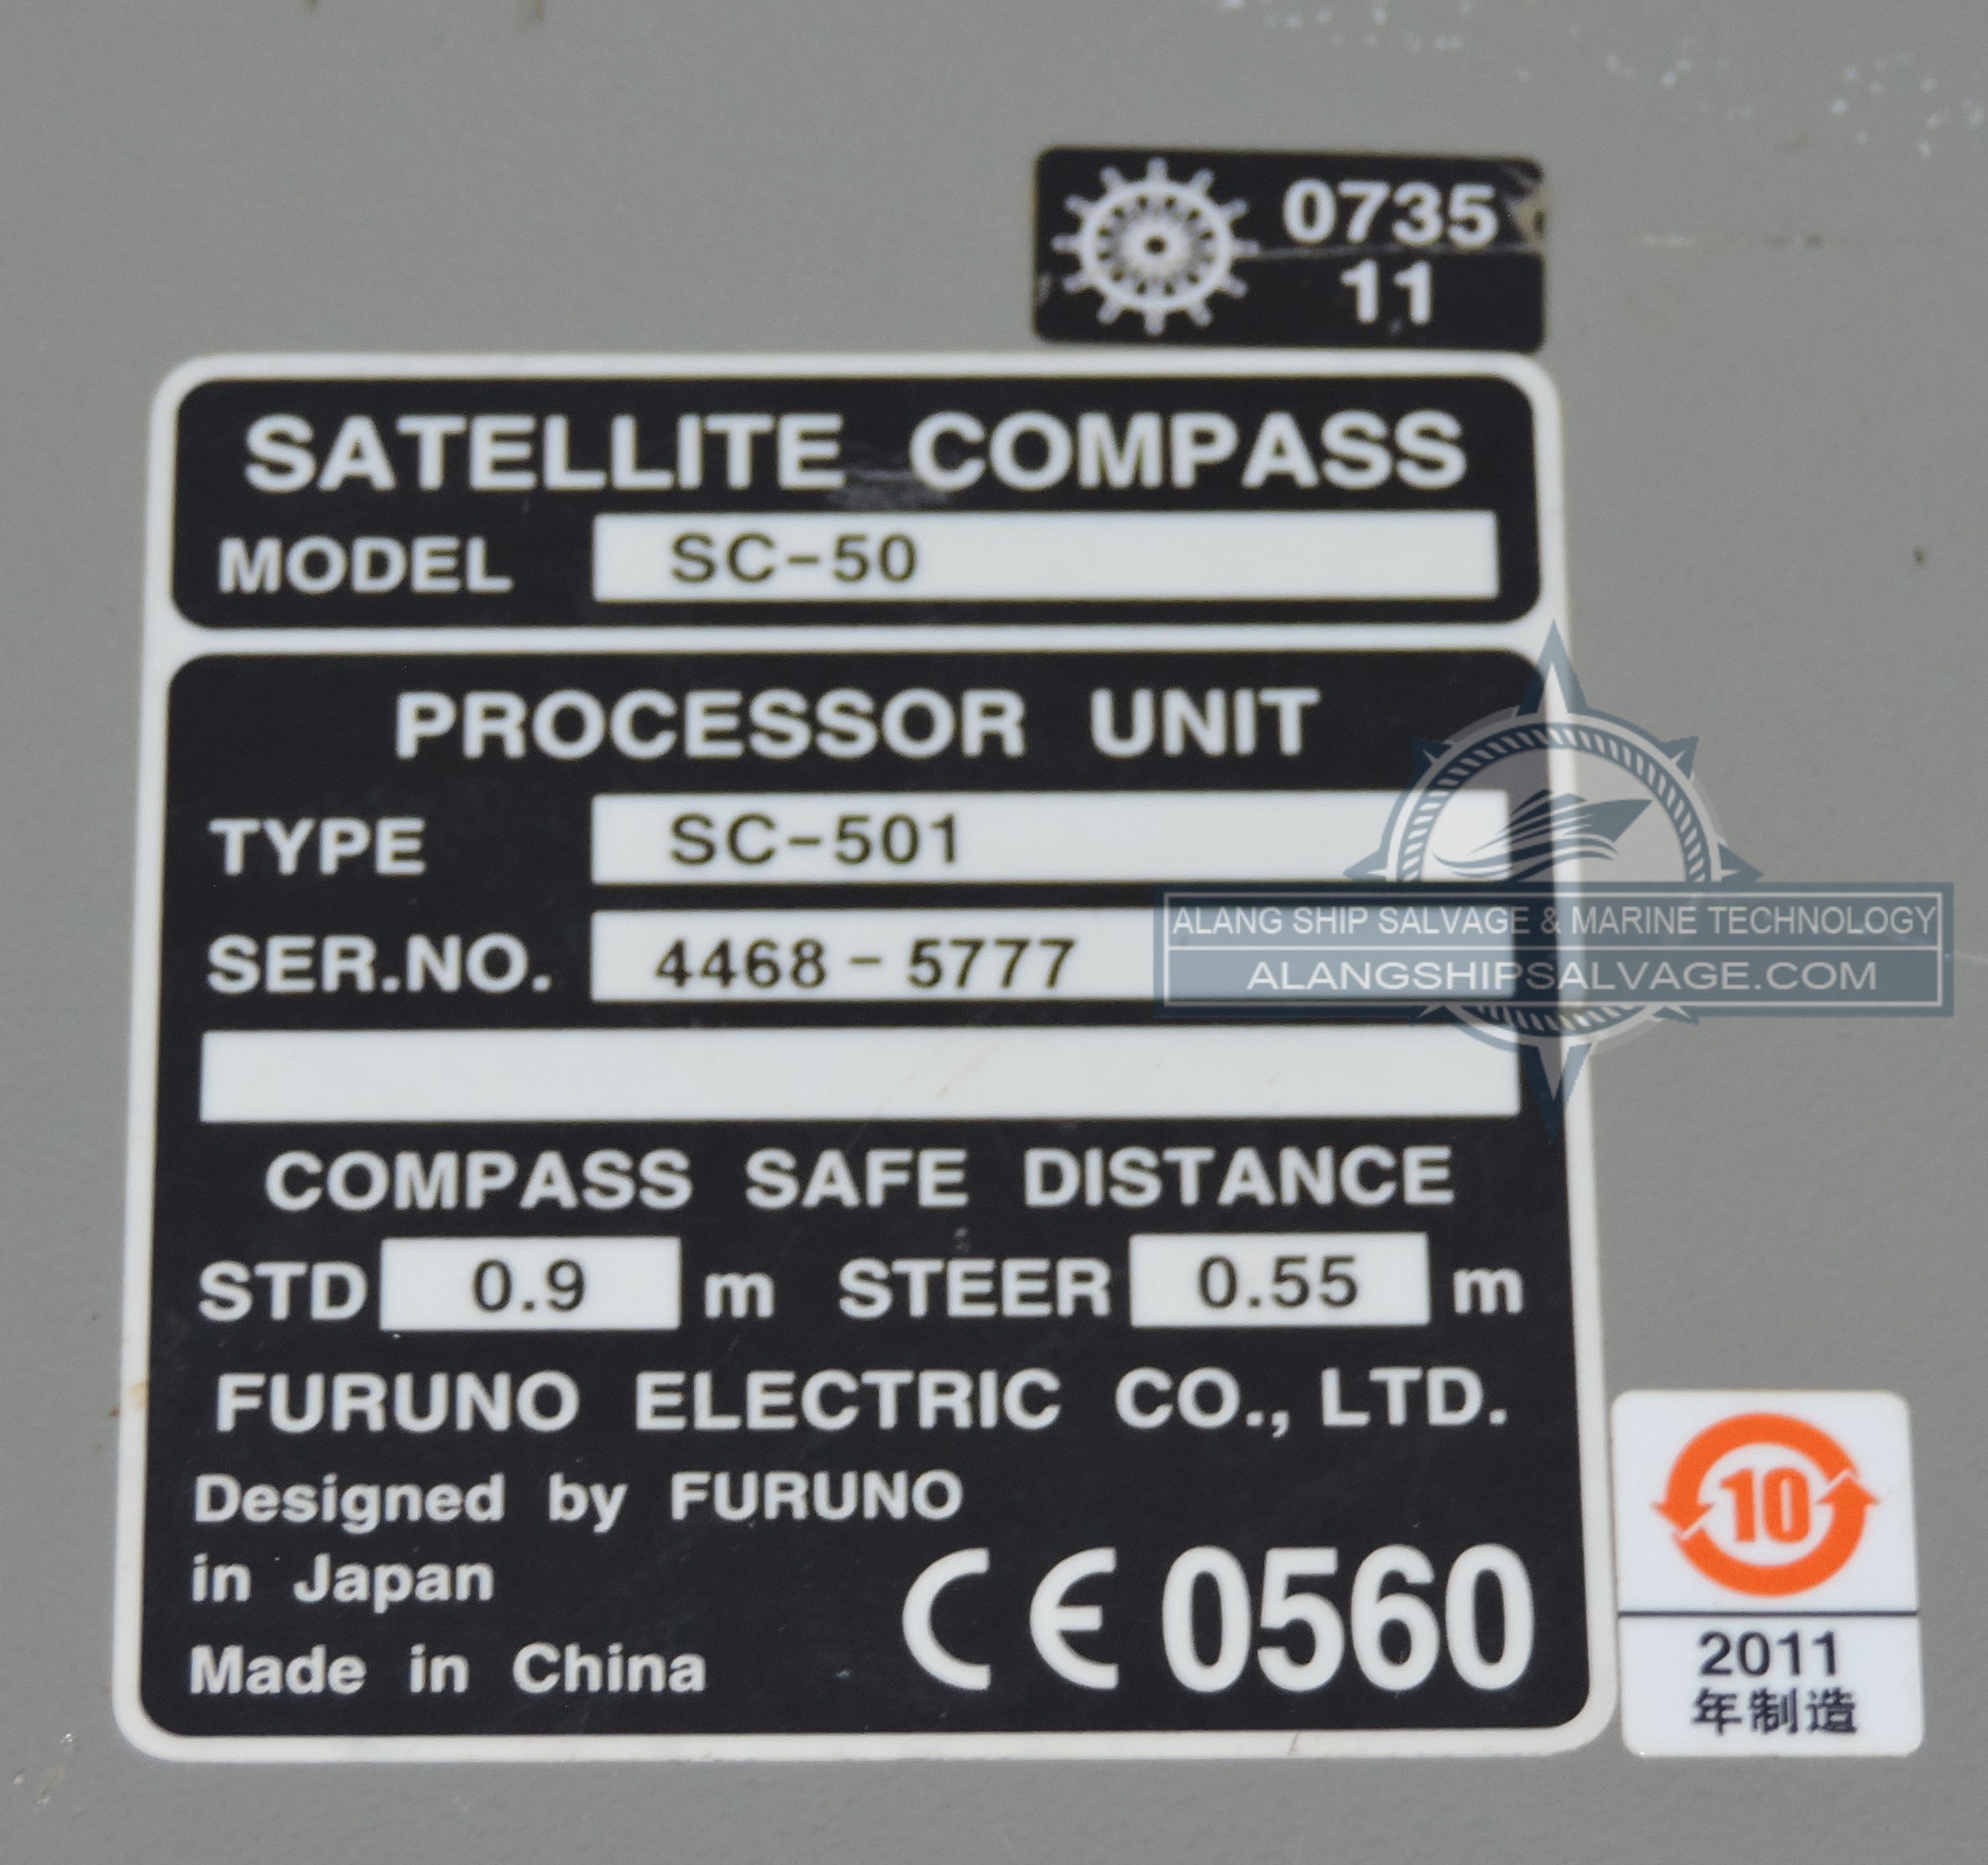 0735
11
SATELLITE COMPASS
MODEL SC-50
PROCESSOR UNIT
TYPE SC-501
SER.NO. 4468-5777
ALANG SHIP SALVAGE & MARINE TECHNOLOGY
ALANGSHIPSALVAGE.COM
COMPASS SAFE DISTANCE
STD 0.9 m STEER 0.55 m
FURUNO ELECTRIC CO., LTD.
Designed by FURUNO
in Japan
Made in China
CE 0560
10
2011
年制造